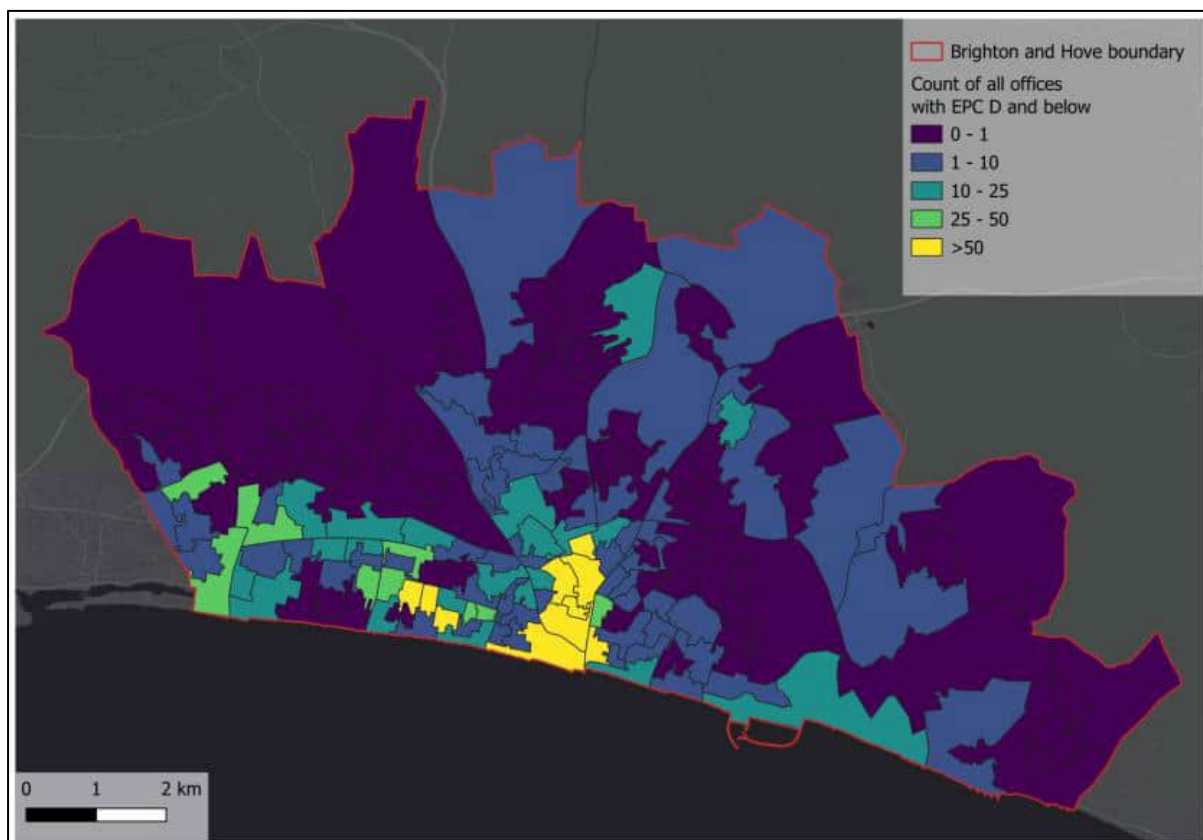 Brighton and Hove boundary
Count of all offices
with EPC D and below
0 - 1
1 - 10
10 - 25
25 - 50
>50
0 1 2 km